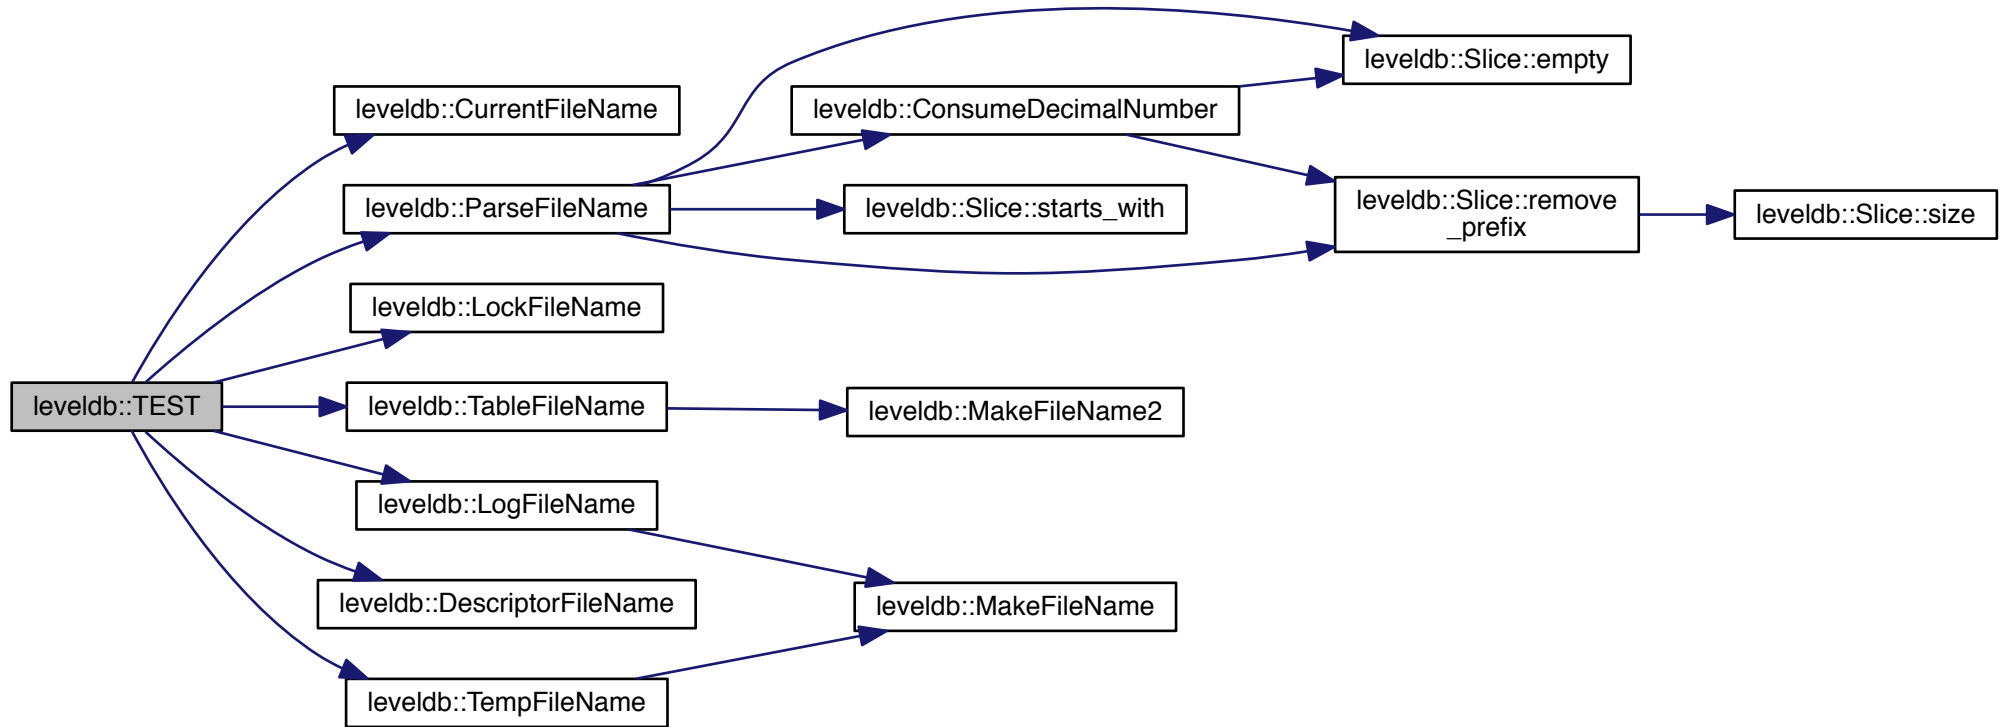 leveldb::Slice::empty
leveldb::CurrentFileName
leveldb::ConsumeDecimalNumber
leveldb::ParseFileName
leveldb::Slice::starts_with
leveldb::Slice::remove
_prefix
leveldb::Slice::size
leveldb::LockFileName
leveldb::TEST
leveldb::TableFileName
leveldb::MakeFileName2
leveldb::LogFileName
leveldb::DescriptorFileName
leveldb::MakeFileName
leveldb::TempFileName